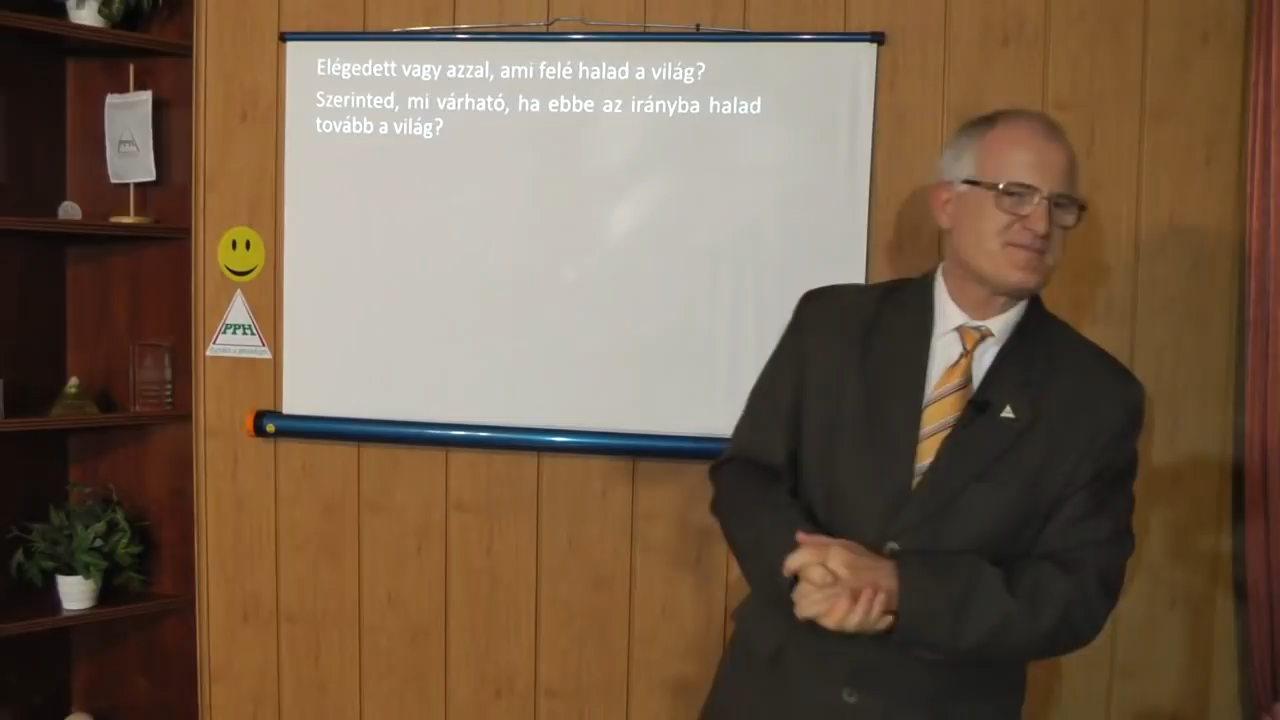 Elégedett vagy azzal, ami felé halad a világ?
Szerinted, mi várható, ha ebbe az irányba halad
tovább a világ?
PPH